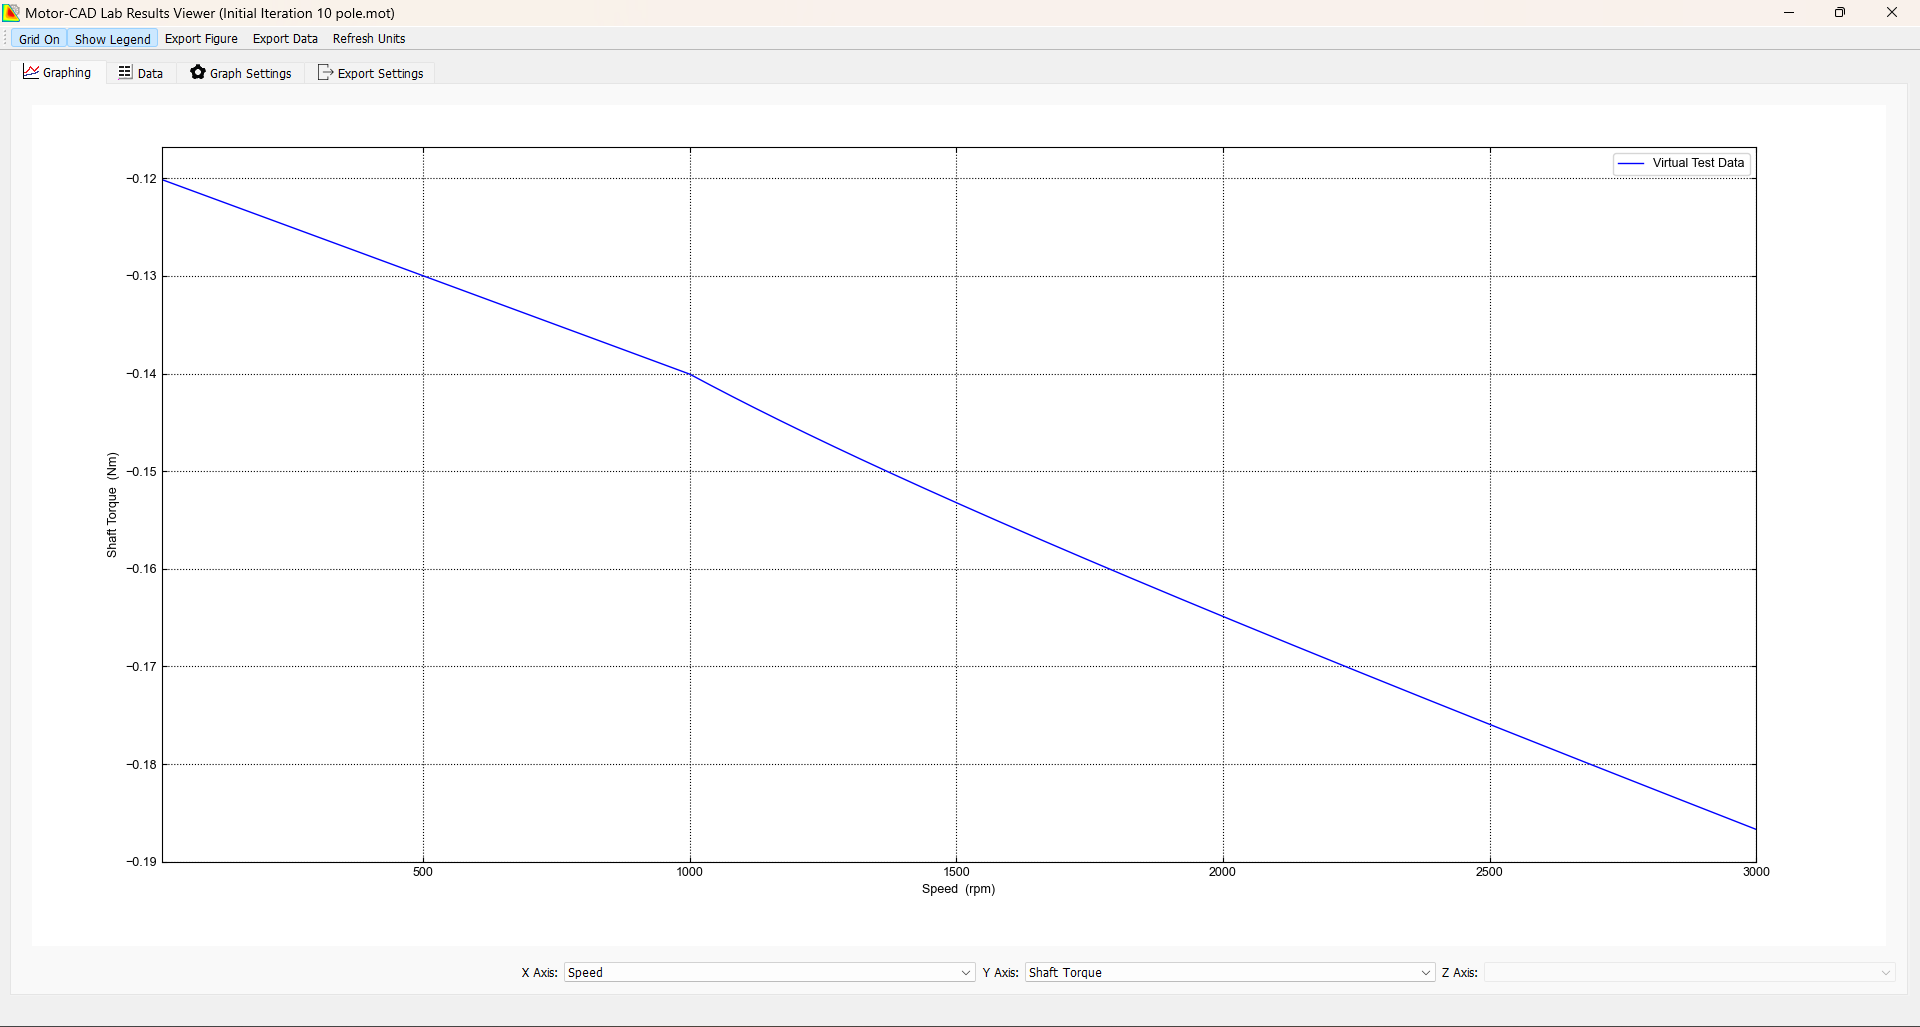 Motor-CAD Lab Results Viewer (Initial Iteration 10 pole.mot)
Grid On Show Legend Export Figure Export Data Refresh Units
Graphing Data Graph Settings Export Settings
Virtual Test Data
−0.12
−0.13
−0.14
−0.15
−0.16
−0.17
−0.18
−0.19
Shaft Torque (Nm)
500 1000 1500 2000 2500 3000
Speed (rpm)
X Axis: Speed Y Axis: Shaft Torque Z Axis: